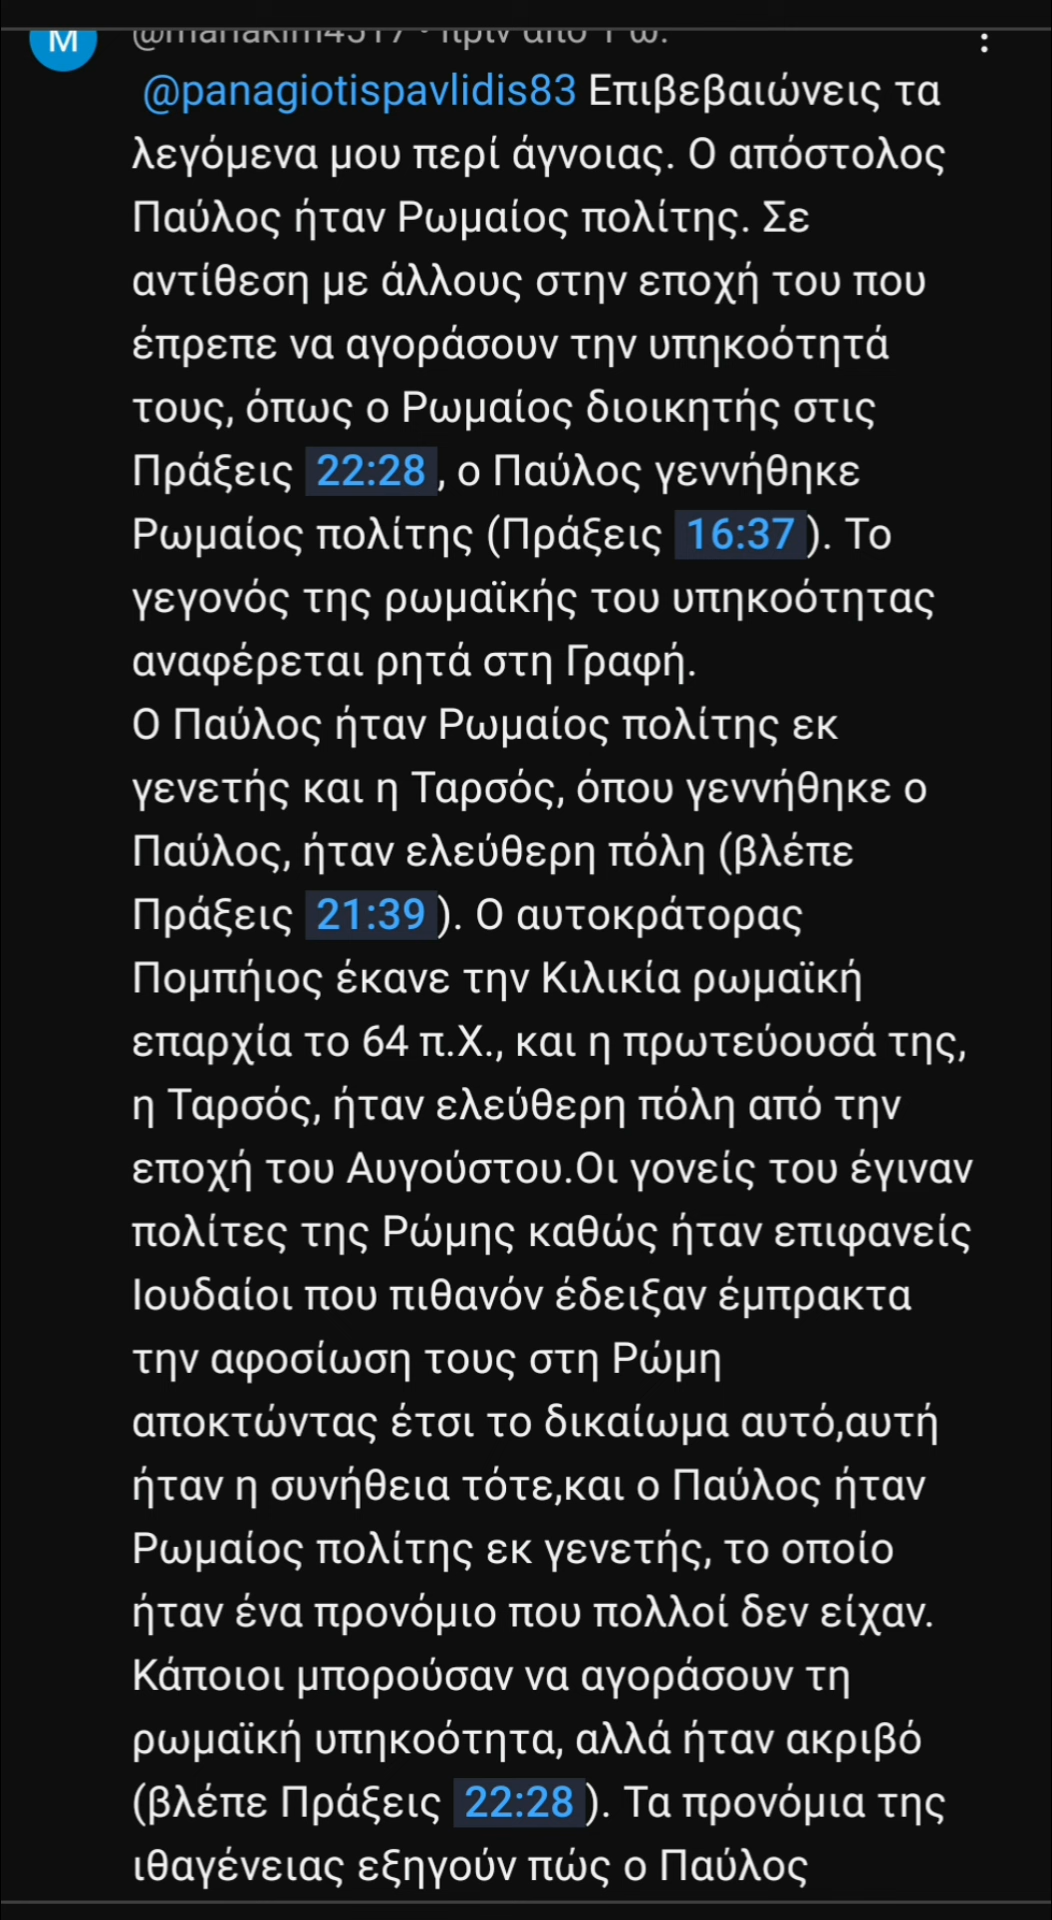 M
@panagiotispavlidis83 Επιβεβαιώνεις τα
λεγόμενα μου περί άγνοιας. Ο απόστολος
Παύλος ήταν Ρωμαίος πολίτης. Σε
αντίθεση με άλλους στην εποχή του που
έπρεπε να αγοράσουν την υπηκοότητά
τους, όπως ο Ρωμαίος διοικητής στις
Πράξεις 22:28, ο Παύλος γεννήθηκε
Ρωμαίος πολίτης (Πράξεις 16:37). Το
γεγονός της ρωμαϊκής του υπηκοότητας
αναφέρεται ρητά στη Γραφή.
Ο Παύλος ήταν Ρωμαίος πολίτης εκ
γενετής και η Ταρσός, όπου γεννήθηκε ο
Παύλος, ήταν ελεύθερη πόλη (βλέπε
Πράξεις 21:39). Ο αυτοκράτορας
Πομπήιος έκανε την Κιλικία ρωμαϊκή
επαρχία το 64 π.Χ., και η πρωτεύουσά της,
η Ταρσός, ήταν ελεύθερη πόλη από την
εποχή του Αυγούστου.Οι γονείς του έγιναν
πολίτες της Ρώμης καθώς ήταν επιφανείς
Ιουδαίοι που πιθανόν έδειξαν έμπρακτα
την αφοσίωση τους στη Ρώμη
αποκτώντας έτσι το δικαίωμα αυτό,αυτή
ήταν η συνήθεια τότε,και ο Παύλος ήταν
Ρωμαίος πολίτης εκ γενετής, το οποίο
ήταν ένα προνόμιο που πολλοί δεν είχαν.
Κάποιοι μπορούσαν να αγοράσουν τη
ρωμαϊκή υπηκοότητα, αλλά ήταν ακριβό
(βλέπε Πράξεις 22:28). Τα προνόμια της
ιθαγένειας εξηγούν πώς ο Παύλος